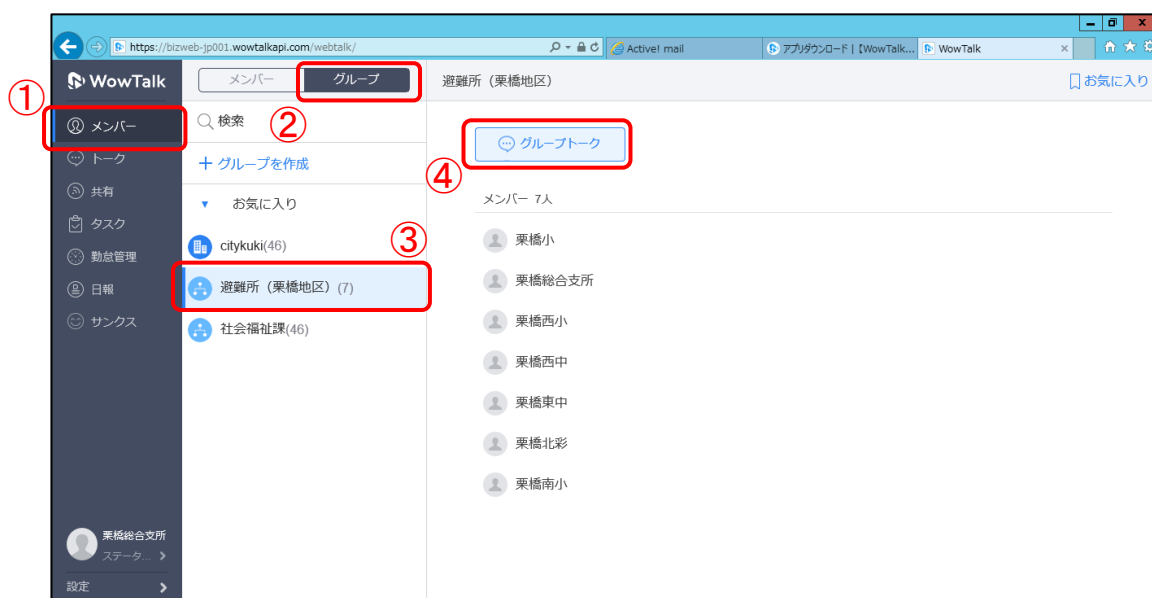 https://bizweb-jp001.wowtalkapi.com/webtalk/
Active! mail
アプリダウンロード |【WowTalk...
WowTalk
WowTalk
①
メンバー
トーク
共有
タスク
勤怠管理
日報
サンクス
栗橋総合支所
ステータ...
設定
メンバー
グループ
検索
②
グループを作成
お気に入り
③
citykuki(46)
避難所（栗橋地区）(7)
社会福祉課(46)
避難所（栗橋地区）
お気に入り
グループトーク
④
メンバー 7人
栗橋小
栗橋総合支所
栗橋西小
栗橋西中
栗橋東中
栗橋北彩
栗橋南小